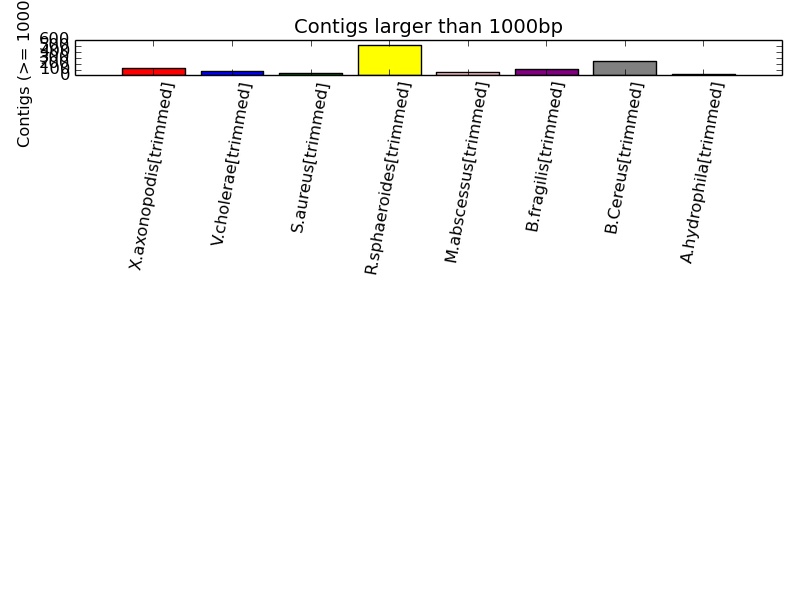 Contigs larger than 1000bp
Contigs (>= 1000
600
100
0
X.axonopodis[trimmed]
V.cholerae[trimmed]
S.aureus[trimmed]
R.sphaeroides[trimmed]
M.abscessus[trimmed]
B.fragilis[trimmed]
B.Cereus[trimmed]
A.hydrophila[trimmed]